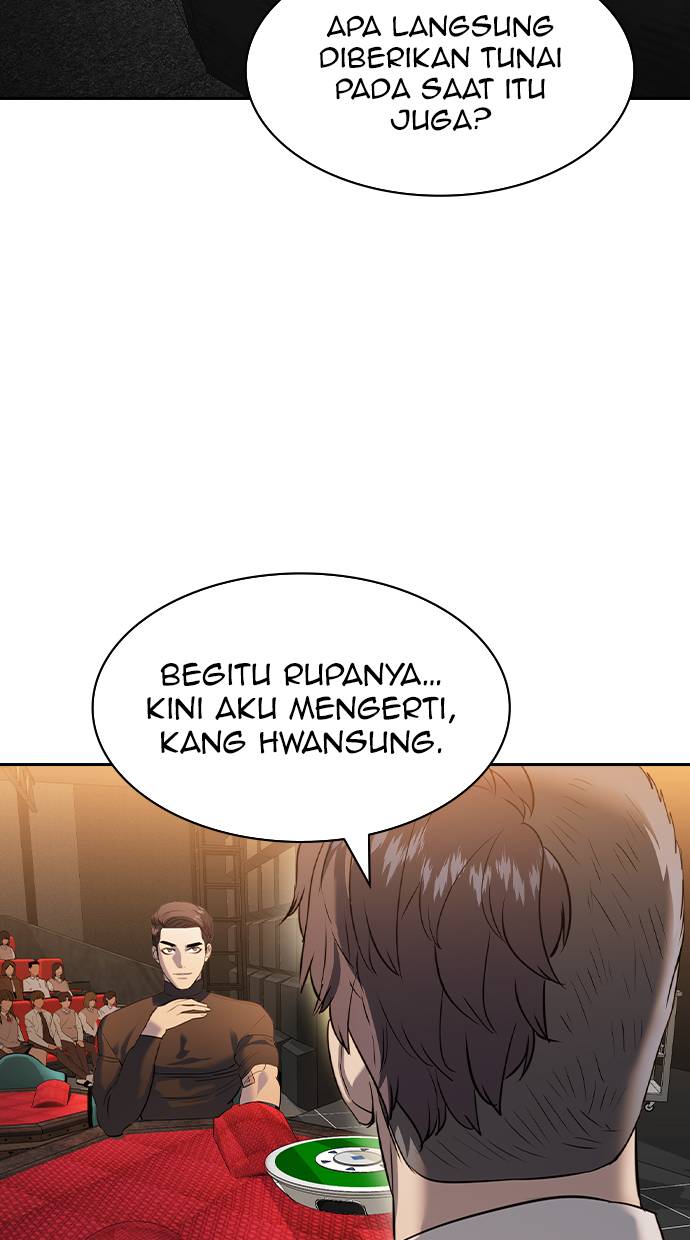 APA LANGSUNG
DIBERIKAN TUNAI
PADA SAAT ITU
JUGA?
BEGITU RUPANYA...
KINI AKU MENGERTI,
KANG HWANSUNG.